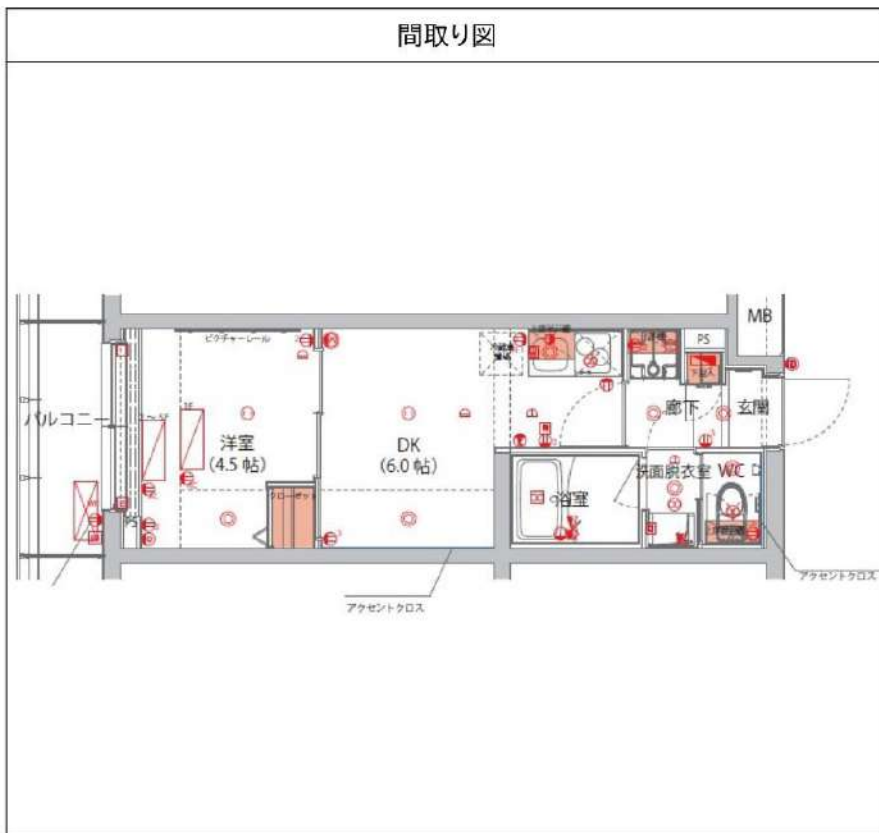 間取り図
MB
PS
ピクチャーレール
バルコニー
洋室
(4.5 帖)
DK
(6.0 帖)
廊下
玄関
クローゼット
浴室
洗面脱衣室
WC
PS
アクセントクロス
アクセントクロス